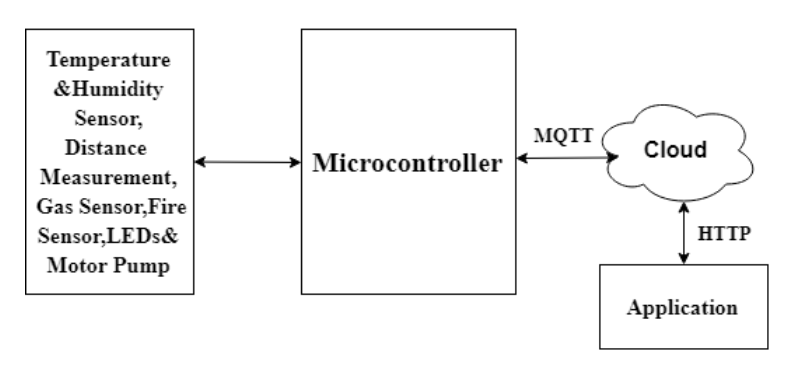 Temperature
&Humidity
Sensor,
Distance
Measurement,
Gas Sensor,Fire
Sensor,LEDs&
Motor Pump
Microcontroller
MQTT
Cloud
HTTP
Application